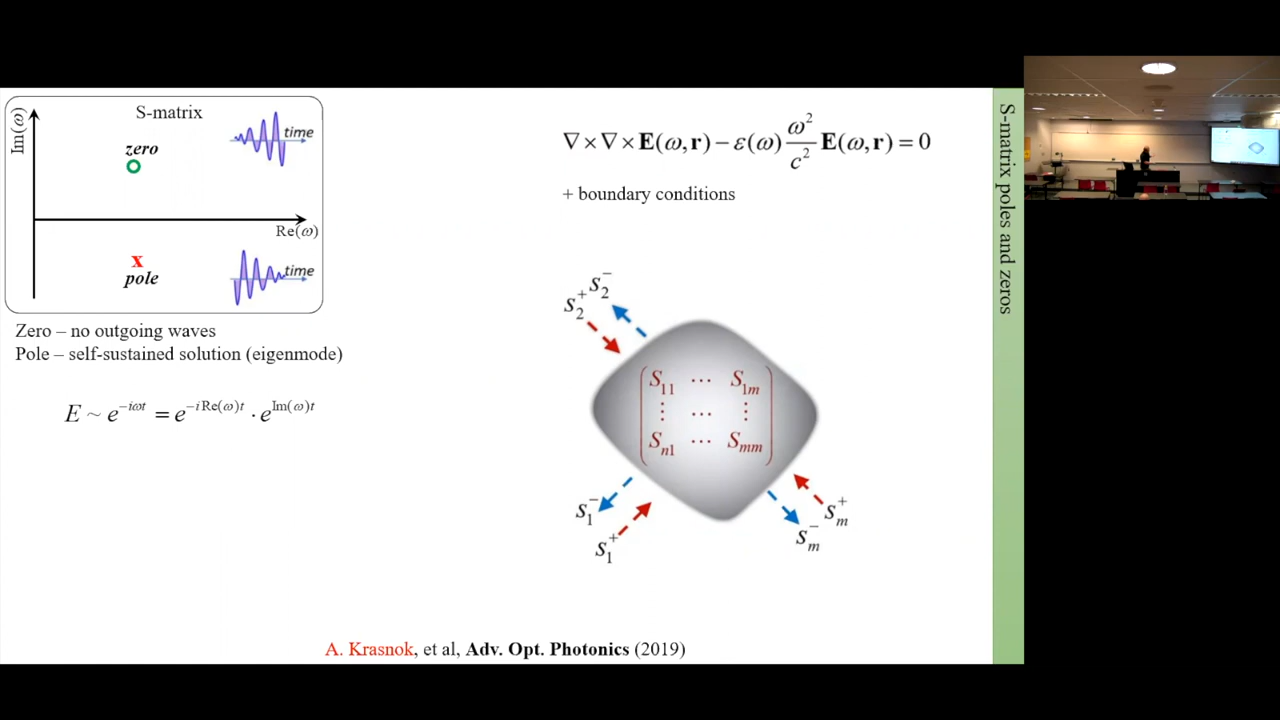 S-matrix
Im(ω)
zero
time
Re(ω)
x
pole
time
Zero – no outgoing waves
Pole – self-sustained solution (eigenmode)
E ~ e^{-iωt} = e^{-i Re(ω)t} · e^{Im(ω)t}
∇×∇×E(ω,r) − ε(ω) ω²/c² E(ω,r) = 0
+ boundary conditions
S₂⁺ S₂⁻
S₁₁ ⋯ S₁ₘ
⋮ ⋯ ⋮
Sₙ₁ ⋯ Sₘₘ
S₁⁻
S₁⁺
Sₘ⁺
Sₘ⁻
A. Krasnok, et al, Adv. Opt. Photonics (2019)
S-matrix poles and zeros